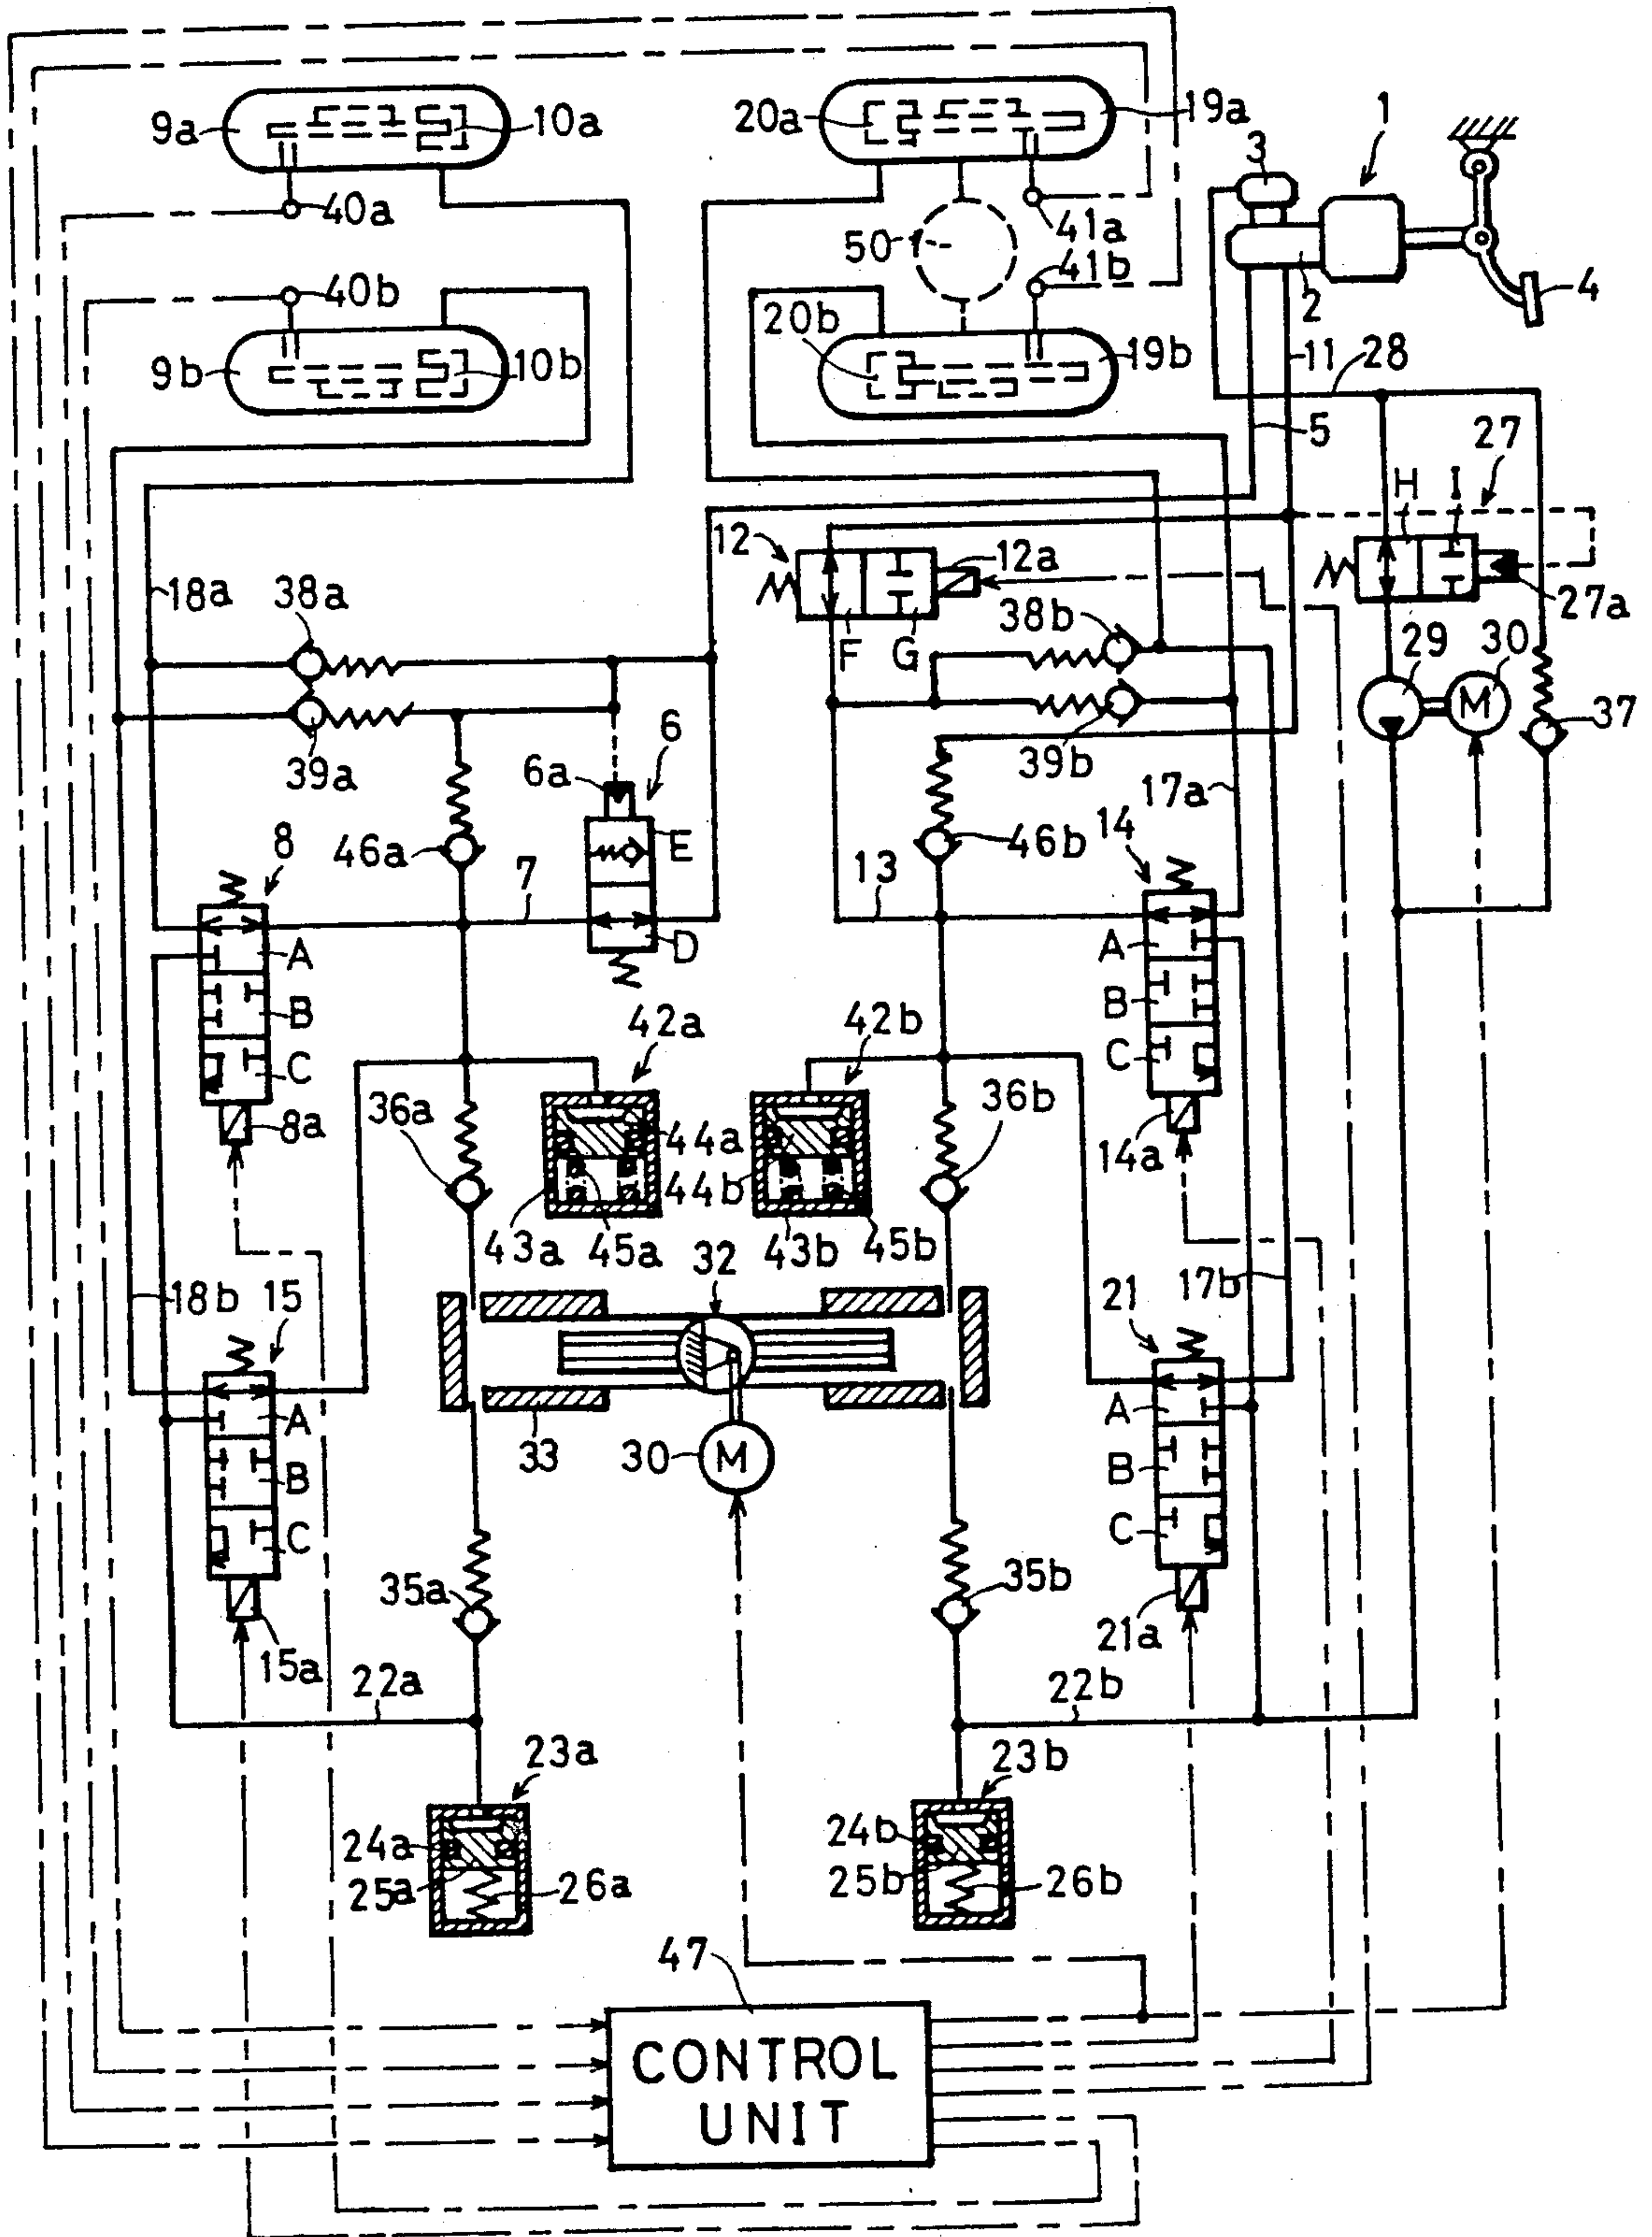 1
3
9a
10a
20a
19a
40a
41a
50
2
4
40b
41b
20b
9b
10b
19b
11
28
5
27
H
I
12
12a
18a
38a
38b
27a
F
G
29
30
M
37
39a
6a
6
39b
17a
8
46a
E
46b
14
7
13
A
D
A
B
B
42a
42b
C
C
36a
36b
8a
44a
14a
44b
43a
45a
43b
45b
32
18b
15
21
17b
A
A
33
30
M
B
B
C
C
35a
35b
15a
21a
22a
22b
23a
23b
24a
24b
25a
26a
25b
26b
47
CONTROL
UNIT